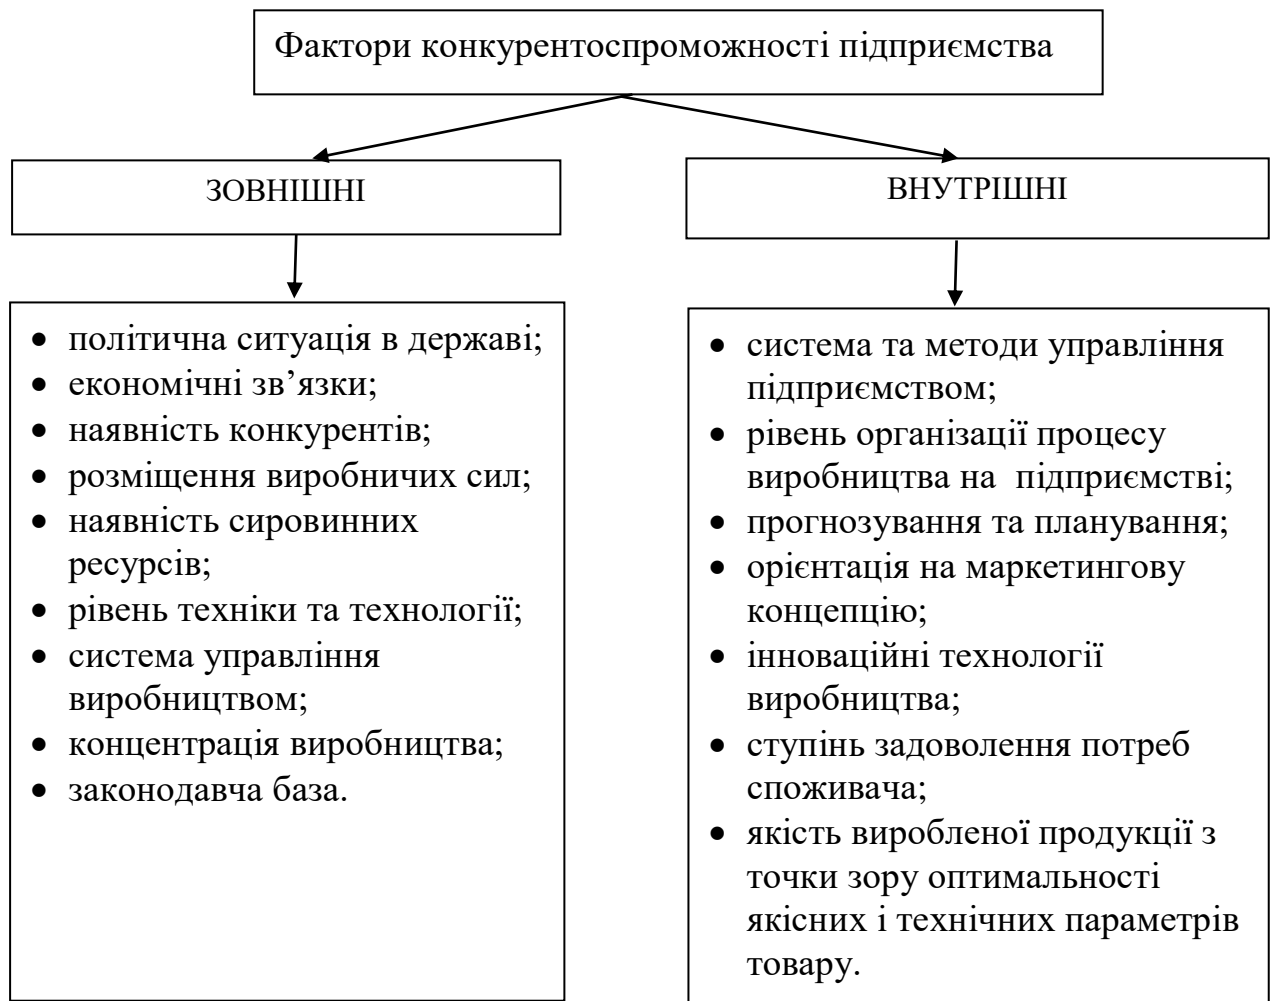 Фактори конкурентоспроможності підприємства
ЗОВНІШНІ
• політична ситуація в державі;
• економічні зв’язки;
• наявність конкурентів;
• розміщення виробничих сил;
• наявність сировинних
ресурсів;
• рівень техніки та технології;
• система управління
виробництвом;
• концентрація виробництва;
• законодавча база.
ВНУТРІШНІ
• система та методи управління
підприємством;
• рівень організації процесу
виробництва на  підприємстві;
• прогнозування та планування;
• орієнтація на маркетингову
концепцію;
• інноваційні технології
виробництва;
• ступінь задоволення потреб
споживача;
• якість виробленої продукції з
точки зору оптимальності
якісних і технічних параметрів
товару.